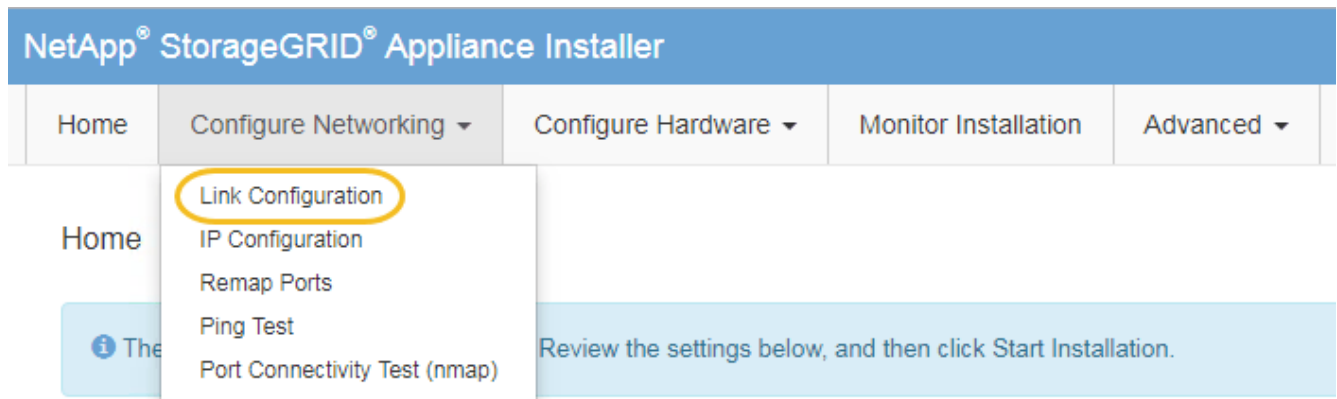 NetApp® StorageGRID® Appliance Installer
Home Configure Networking Configure Hardware Monitor Installation Advanced
Link Configuration
Home IP Configuration
Remap Ports
Ping Test
The Review the settings below, and then click Start Installation.
Port Connectivity Test (nmap)